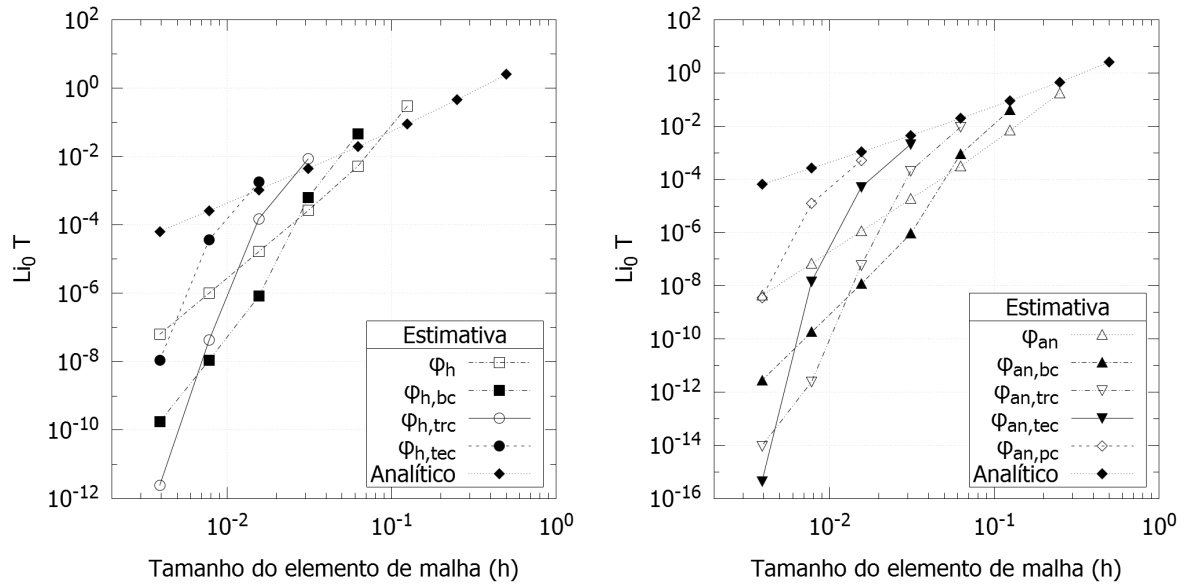 10^2
10^0
10^-2
10^-4
10^-6
10^-8
10^-10
10^-12
Li₀ T
10^-2
10^-1
10^0
Tamanho do elemento de malha (h)
Estimativa
φ_h
φ_h,bc
φ_h,trc
φ_h,tec
Analítico
10^2
10^0
10^-2
10^-4
10^-6
10^-8
10^-10
10^-12
10^-14
10^-16
Li₀ T
10^-2
10^-1
10^0
Tamanho do elemento de malha (h)
Estimativa
φ_an
φ_an,bc
φ_an,trc
φ_an,tec
φ_an,pc
Analítico